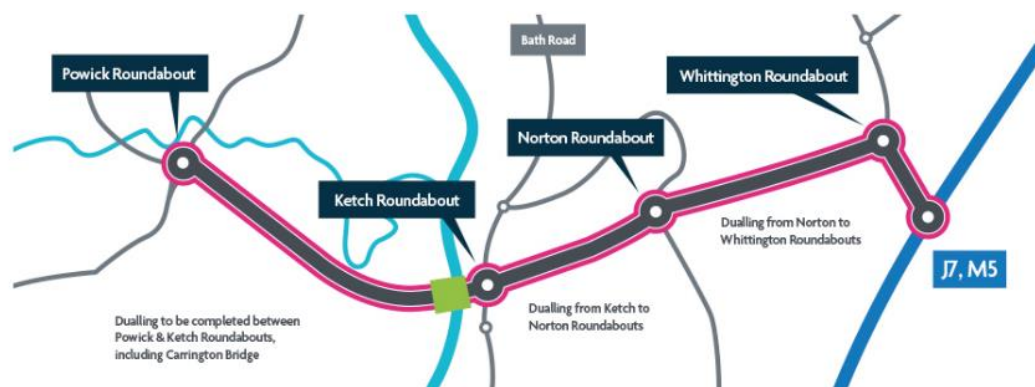 Bath Road
Powick Roundabout
Whittington Roundabout
Norton Roundabout
Ketch Roundabout
Dualling from Norton to
Whittington Roundabouts
J7, M5
Dualling to be completed between
Powick & Ketch Roundabouts,
including Carrington Bridge
Dualling from Ketch to
Norton Roundabouts